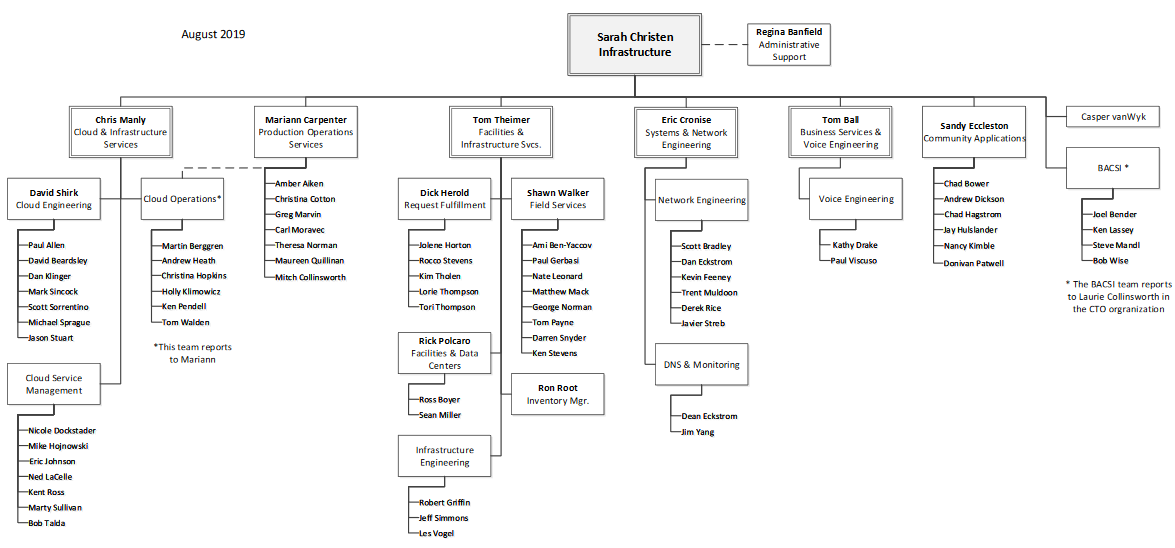 August 2019
Sarah Christen
Infrastructure
Regina Banfield
Administrative
Support
Chris Manly
Cloud & Infrastructure
Services
Mariann Carpenter
Production Operations
Services
Tom Theimer
Facilities &
Infrastructure Svcs.
Eric Cronise
Systems & Network
Engineering
Tom Ball
Business Services &
Voice Engineering
Sandy Eccleston
Community Applications
Casper vanWyk
BACSI *
David Shirk
Cloud Engineering
Cloud Operations*
Amber Aiken
Christina Cotton
Greg Marvin
Carl Moravec
Theresa Norman
Maureen Quillinan
Mitch Collinsworth
Dick Herold
Request Fulfillment
Shawn Walker
Field Services
Network Engineering
Voice Engineering
Chad Bower
Andrew Dickson
Chad Hagstrom
Jay Hulslander
Nancy Kimble
Donivan Patwell
Joel Bender
Ken Lassey
Steve Mandl
Bob Wise
* The BACSI team reports
to Laurie Collinsworth in
the CTO orgranization
Paul Allen
David Beardsley
Dan Klinger
Mark Sincock
Scott Sorrentino
Michael Sprague
Jason Stuart
Martin Berggren
Andrew Heath
Christina Hopkins
Holly Klimowicz
Ken Pendell
Tom Walden
*This team reports
to Mariann
Jolene Horton
Rocco Stevens
Kim Tholen
Lorie Thompson
Tori Thompson
Ami Ben-Yaccov
Paul Gerbasi
Nate Leonard
Matthew Mack
George Norman
Tom Payne
Darren Snyder
Ken Stevens
Scott Bradley
Dan Eckstrom
Kevin Feeney
Trent Muldoon
Derek Rice
Javier Streb
Kathy Drake
Paul Viscuso
Cloud Service
Management
Rick Polcaro
Facilities & Data
Centers
Ron Root
Inventory Mgr.
DNS & Monitoring
Ross Boyer
Sean Miller
Dean Eckstrom
Jim Yang
Nicole Dockstader
Mike Hojnowski
Eric Johnson
Ned LaCelle
Kent Ross
Marty Sullivan
Bob Talda
Infrastructure
Engineering
Robert Griffin
Jeff Simmons
Les Vogel